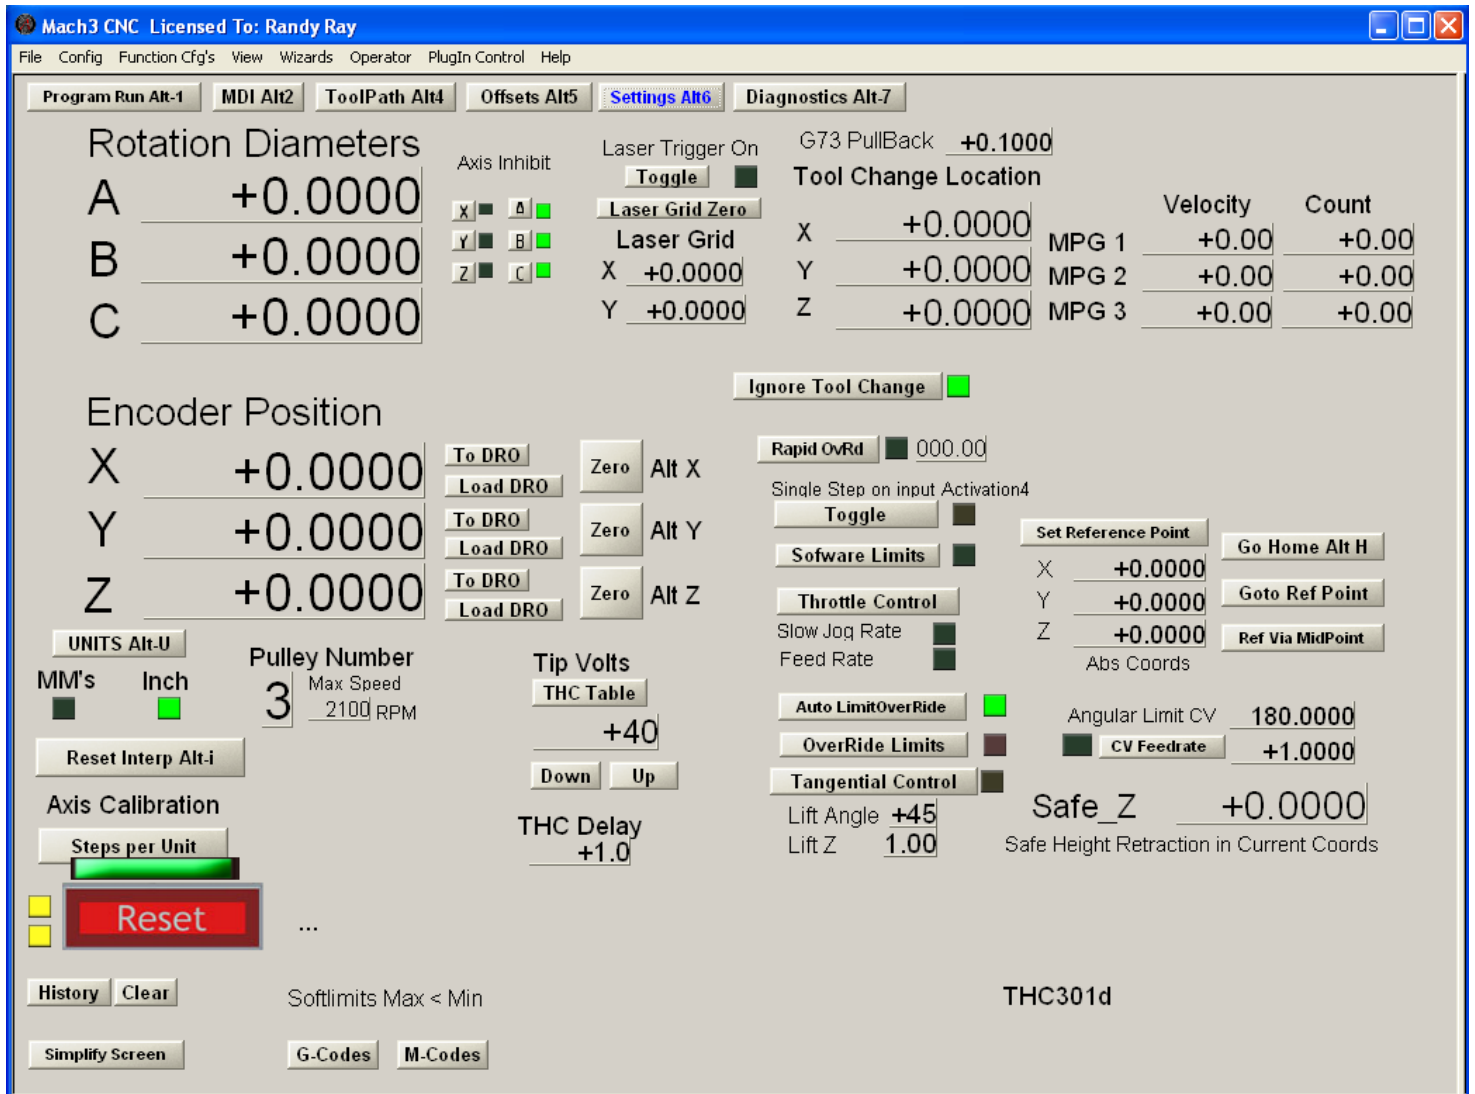 Mach3 CNC  Licensed To: Randy Ray
File Config Function Cfg's View Wizards Operator PlugIn Control Help
Program Run Alt-1 MDI Alt2 ToolPath Alt4 Offsets Alt5 Settings Alt6 Diagnostics Alt-7
Rotation Diameters
A +0.0000
B +0.0000
C +0.0000
Axis Inhibit
X A
Y B
Z C
Laser Trigger On
Toggle
Laser Grid Zero
Laser Grid
X +0.0000
Y +0.0000
G73 PullBack +0.1000
Tool Change Location
X +0.0000
Y +0.0000
Z +0.0000
Velocity Count
MPG 1 +0.00 +0.00
MPG 2 +0.00 +0.00
MPG 3 +0.00 +0.00
Ignore Tool Change
Encoder Position
X +0.0000 To DRO Load DRO Zero Alt X
Y +0.0000 To DRO Load DRO Zero Alt Y
Z +0.0000 To DRO Load DRO Zero Alt Z
Rapid OvRd 000.00
Single Step on input Activation4
Toggle
Sofware Limits
Throttle Control
Slow Jog Rate
Feed Rate
Set Reference Point
X +0.0000
Y +0.0000
Z +0.0000
Abs Coords
Go Home Alt H
Goto Ref Point
Ref Via MidPoint
UNITS Alt-U
MM's Inch
Pulley Number
3 Max Speed
2100 RPM
Tip Volts
THC Table
+40
Down Up
THC Delay
+1.0
Auto LimitOverRide
OverRide Limits
Tangential Control
Lift Angle +45
Lift Z 1.00
Angular Limit CV 180.0000
CV Feedrate +1.0000
Safe_Z +0.0000
Safe Height Retraction in Current Coords
Reset Interp Alt-i
Axis Calibration
Steps per Unit
Reset ...
History Clear Softlimits Max < Min
THC301d
Simplify Screen G-Codes M-Codes